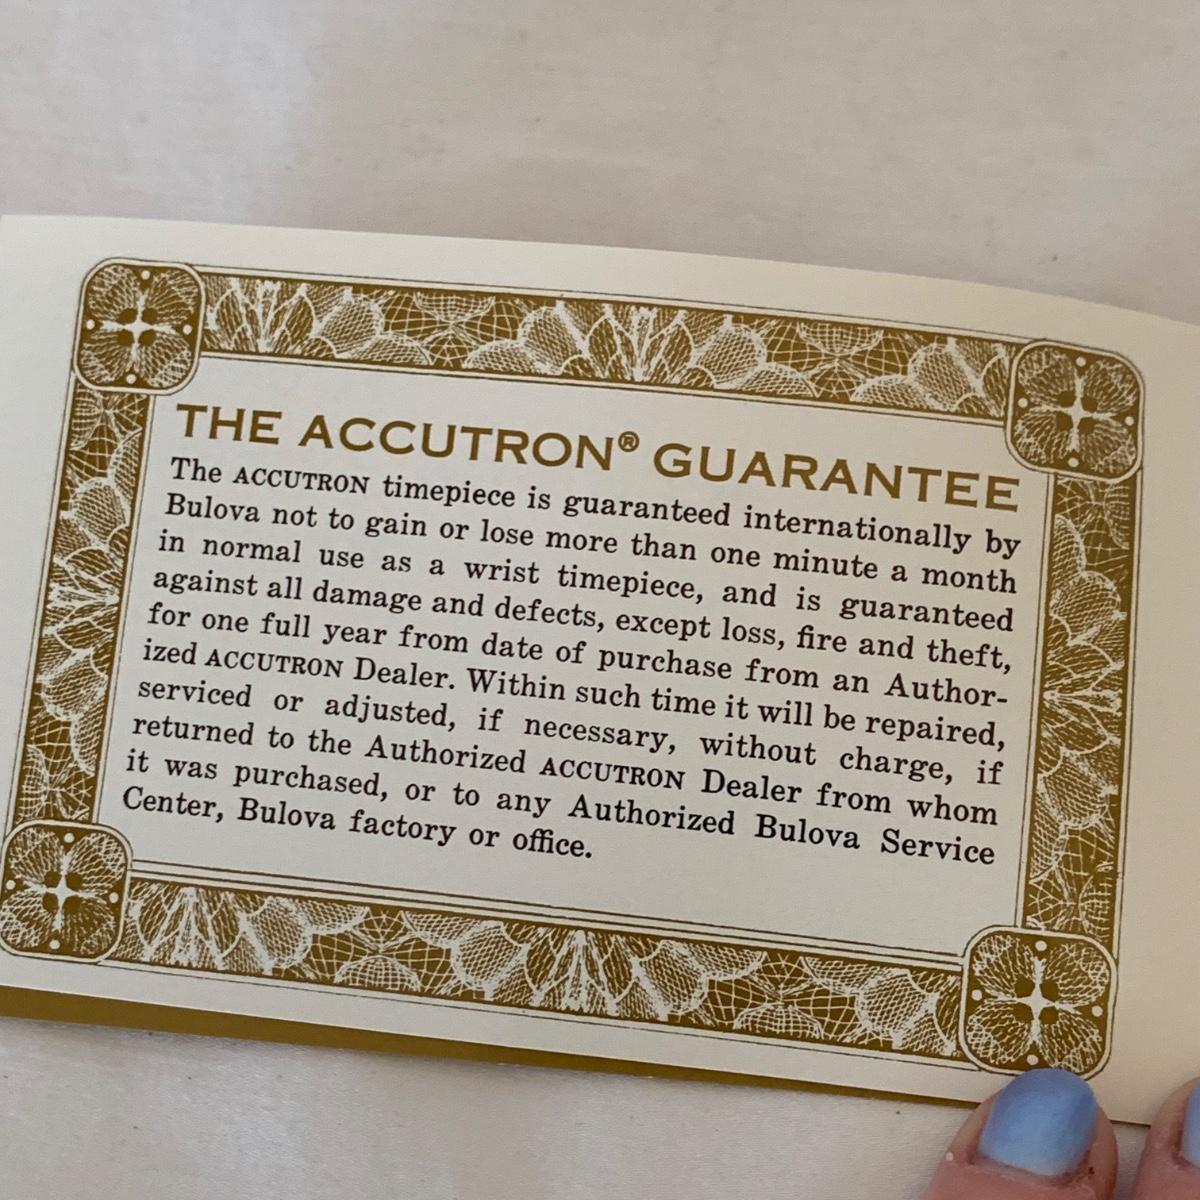 THE ACCUTRON® GUARANTEE
The ACCUTRON timepiece is guaranteed internationally by
Bulova not to gain or lose more than one minute a month
in normal use as a wrist timepiece, and is guaranteed
against all damage and defects, except loss, fire and theft,
for one full year from date of purchase from an Author-
ized ACCUTRON Dealer. Within such time it will be repaired,
serviced or adjusted, if necessary, without charge, if
returned to the Authorized ACCUTRON Dealer from whom
it was purchased, or to any Authorized Bulova Service
Center, Bulova factory or office.